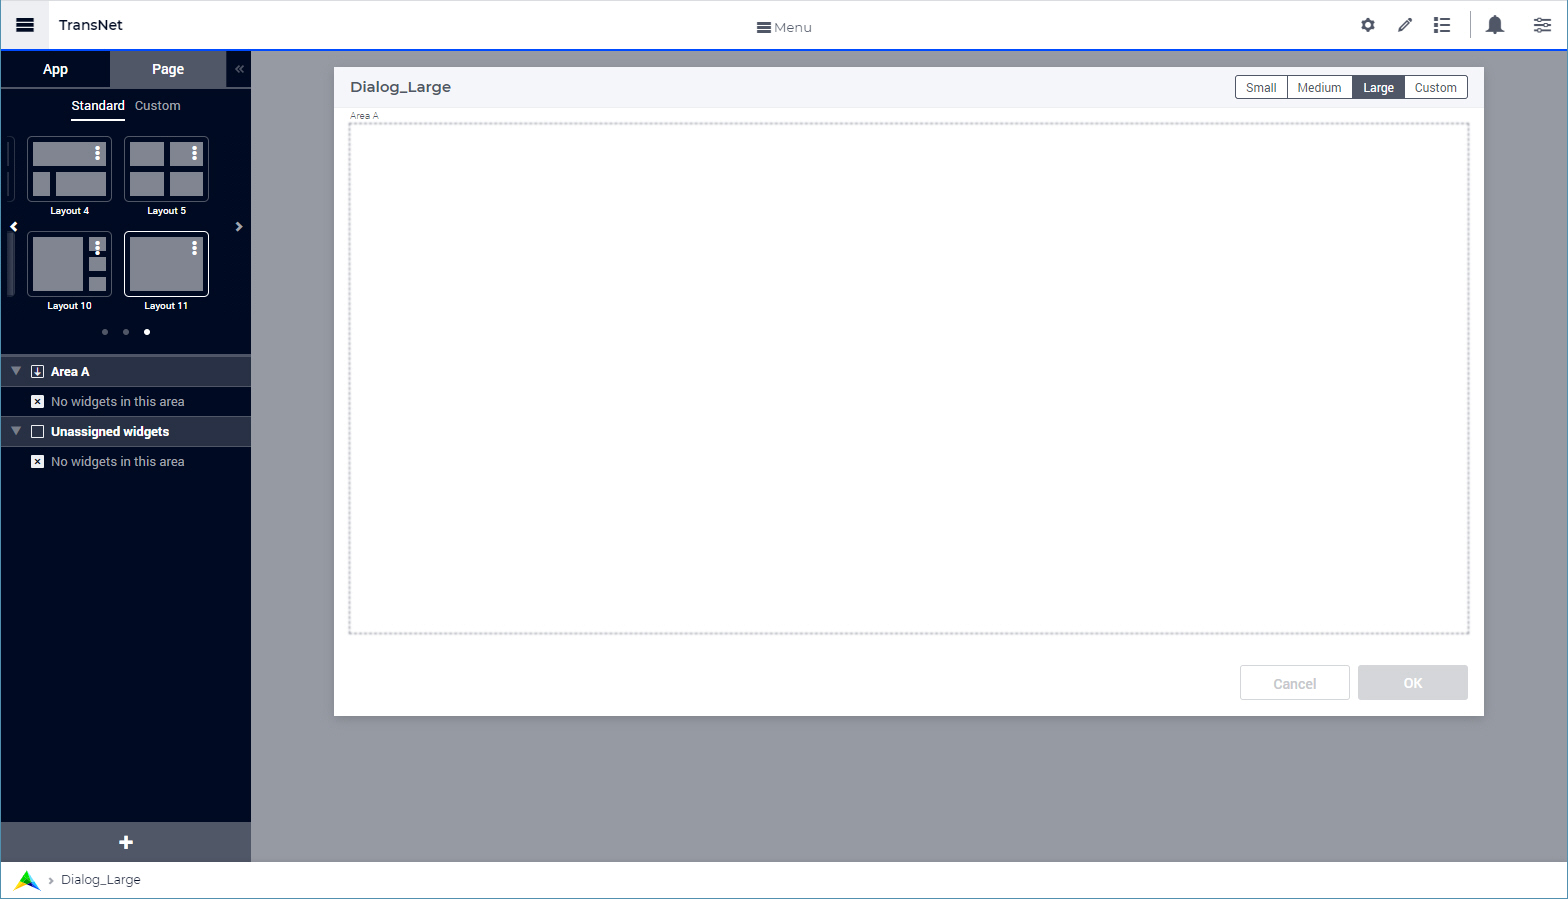 TransNet
Menu
App
Page
Standard
Custom
Layout 4
Layout 5
Layout 10
Layout 11
Area A
No widgets in this area
Unassigned widgets
No widgets in this area
Dialog_Large
Small
Medium
Large
Custom
Area A
Cancel
OK
Dialog_Large